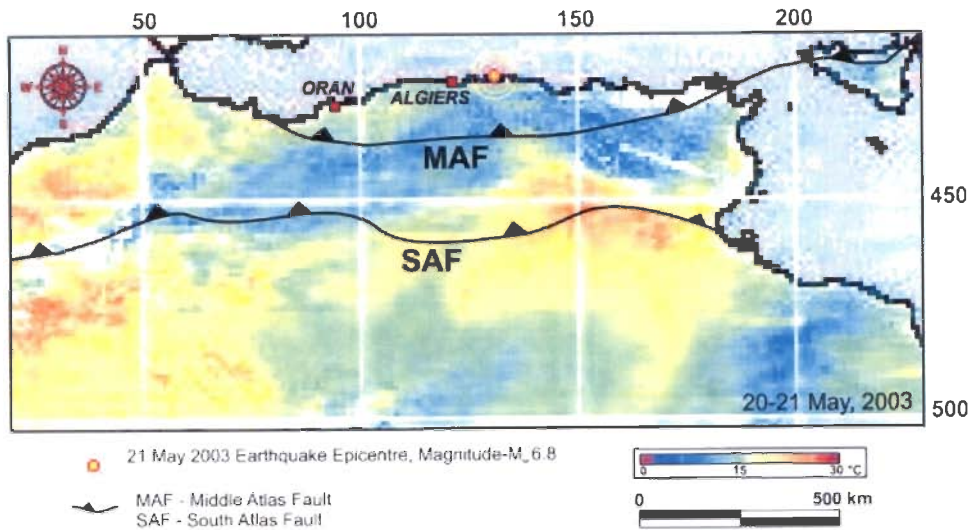 50 100 150 200
N
W E
S
ORAN
ALGIERS
MAF
450
SAF
20-21 May, 2003
500
21 May 2003 Earthquake Epicentre, Magnitude-Mw 6.8
0 15 30 °C
MAF - Middle Atlas Fault
SAF - South Atlas Fault
0 500 km